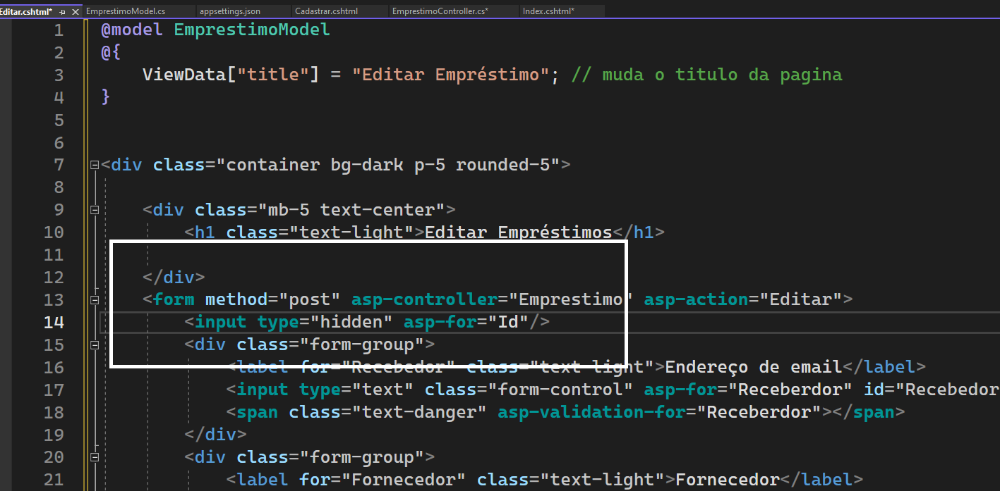 Editar.cshtml* EmprestimoModel.cs appsettings.json Cadastrar.cshtml EmprestimoController.cs* Index.cshtml*
1 @model EmprestimoModel
2 @{
3 ViewData["title"] = "Editar Empréstimo"; // muda o titulo da pagina
4 }
5
6
7 <div class="container bg-dark p-5 rounded-5">
8
9 <div class="mb-5 text-center">
10 <h1 class="text-light">Editar Empréstimos</h1>
11
12 </div>
13 <form method="post" asp-controller="Emprestimo" asp-action="Editar">
14 <input type="hidden" asp-for="Id"/>
15 <div class="form-group">
16 <label for="Recebedor" class="text-light">Endereço de email</label>
17 <input type="text" class="form-control" asp-for="Receberdor" id="Recebedor
18 <span class="text-danger" asp-validation-for="Receberdor"></span>
19 </div>
20 <div class="form-group">
21 <label for="Fornecedor" class="text-light">Fornecedor</label>